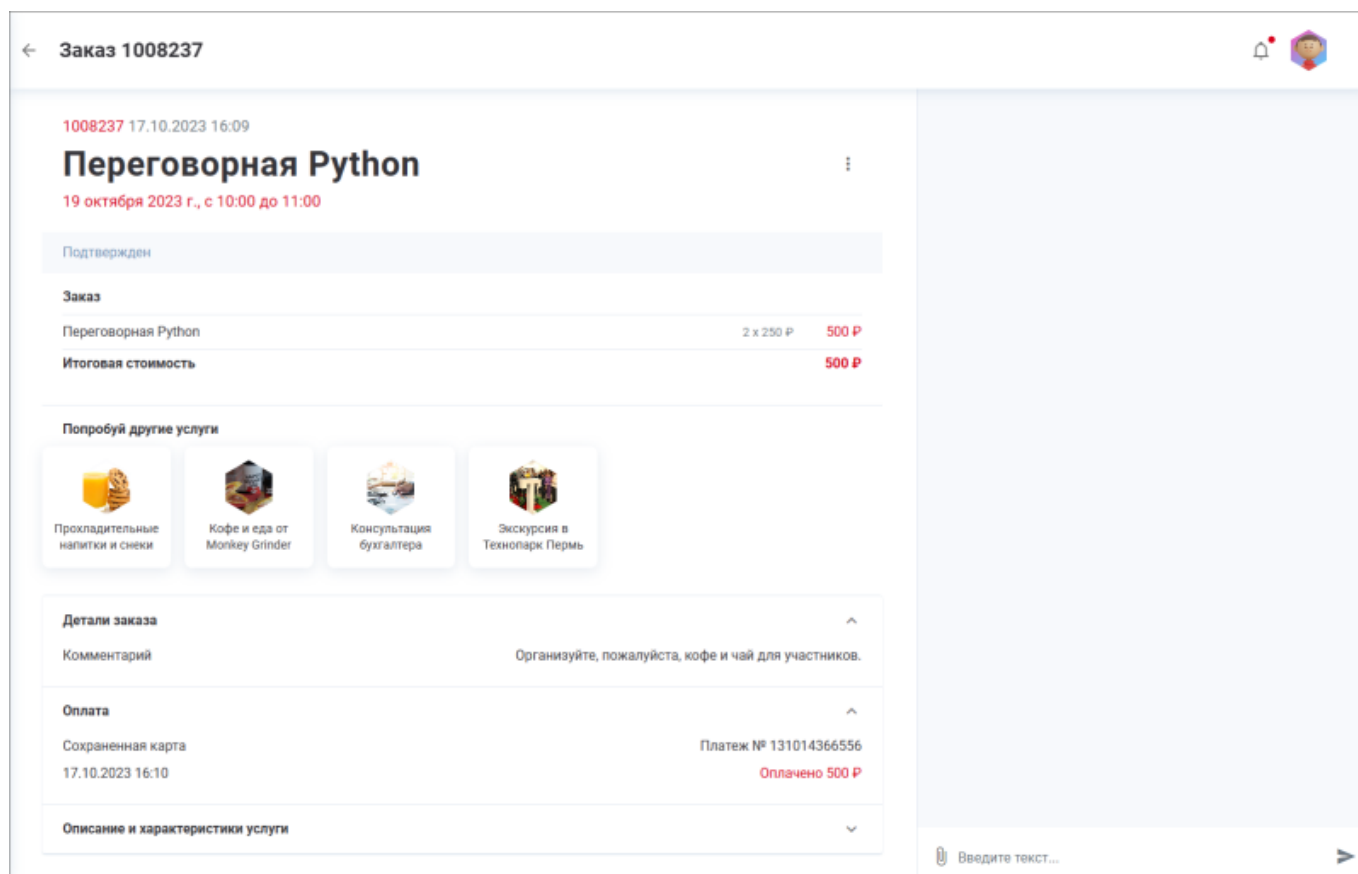 Заказ 1008237
1008237 17.10.2023 16:09
Переговорная Python
19 октября 2023 г., с 10:00 до 11:00
Подтвержден
Заказ
Переговорная Python 2 x 250 ₽ 500 ₽
Итоговая стоимость 500 ₽
Попробуй другие услуги
Прохладительные
напитки и снеки
Кофе и еда от
Monkey Grinder
Консультация
бухгалтера
Экскурсия в
Технопарк Пермь
Детали заказа
Комментарий Организуйте, пожалуйста, кофе и чай для участников.
Оплата
Сохраненная карта Платеж № 131014366556
17.10.2023 16:10 Оплачено 500 ₽
Описание и характеристики услуги
Введите текст...